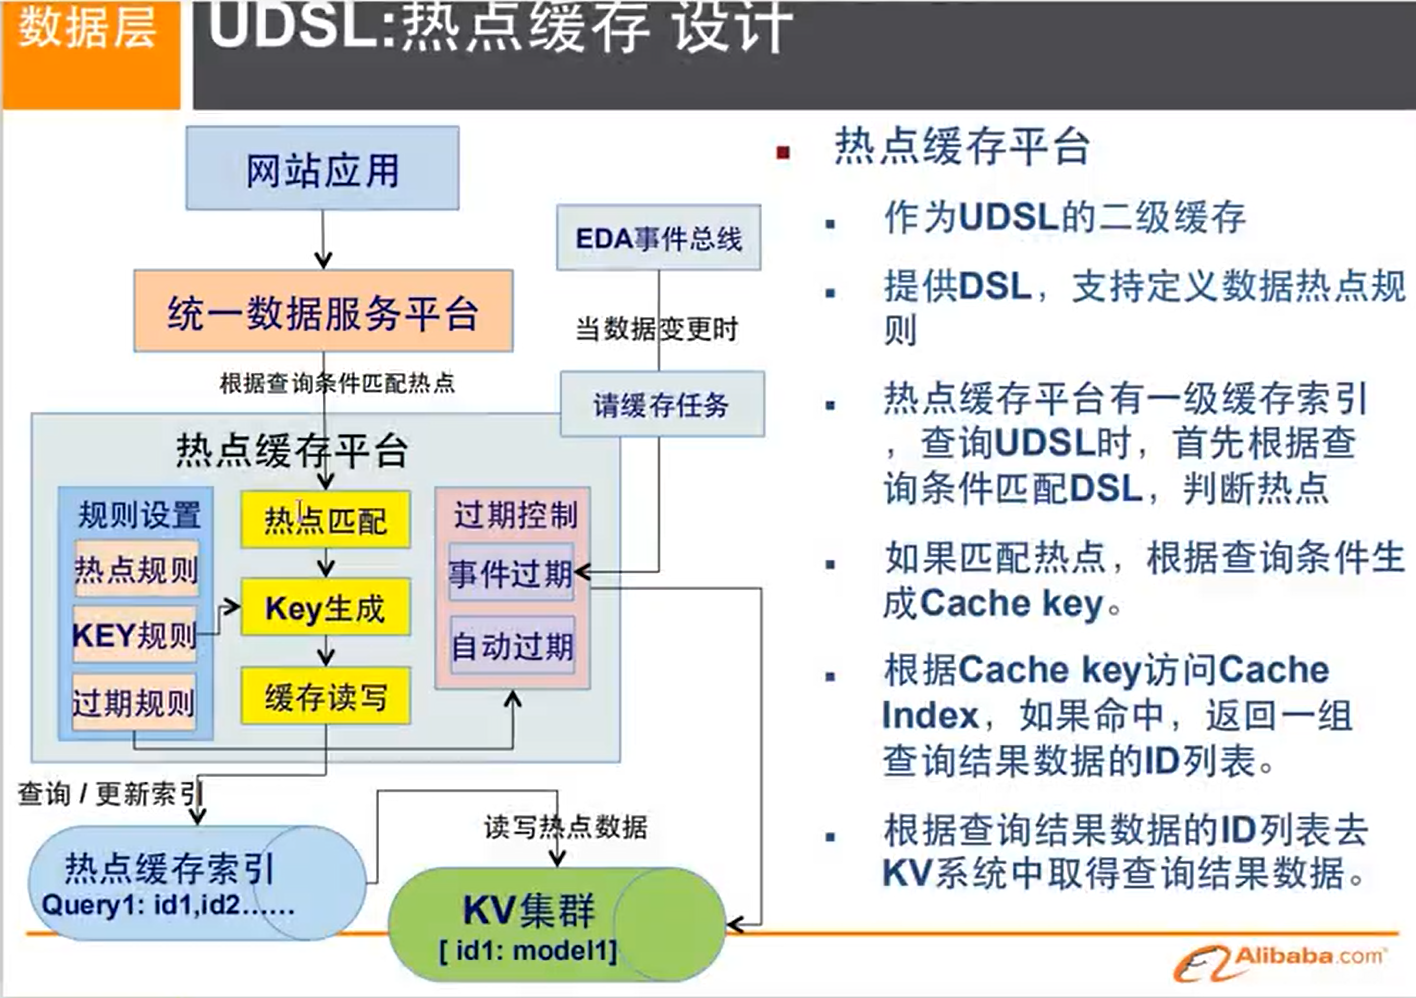 数据层
UDSL:热点缓存 设计
网站应用
EDA事件总线
统一数据服务平台
当数据变更时
根据查询条件匹配热点
请缓存任务
热点缓存平台
规则设置
热点规则
KEY规则
过期规则
热点匹配
Key生成
缓存读写
过期控制
事件过期
自动过期
查询 / 更新索引
读写热点数据
热点缓存索引
Query1: id1,id2......
KV集群
[ id1: model1]
热点缓存平台
作为UDSL的二级缓存
提供DSL，支持定义数据热点规
则
热点缓存平台有一级缓存索引
，查询UDSL时，首先根据查
询条件匹配DSL，判断热点
如果匹配热点，根据查询条件生
成Cache key。
根据Cache key访问Cache
Index，如果命中，返回一组
查询结果数据的ID列表。
根据查询结果数据的ID列表去
KV系统中取得查询结果数据。
Alibaba.com